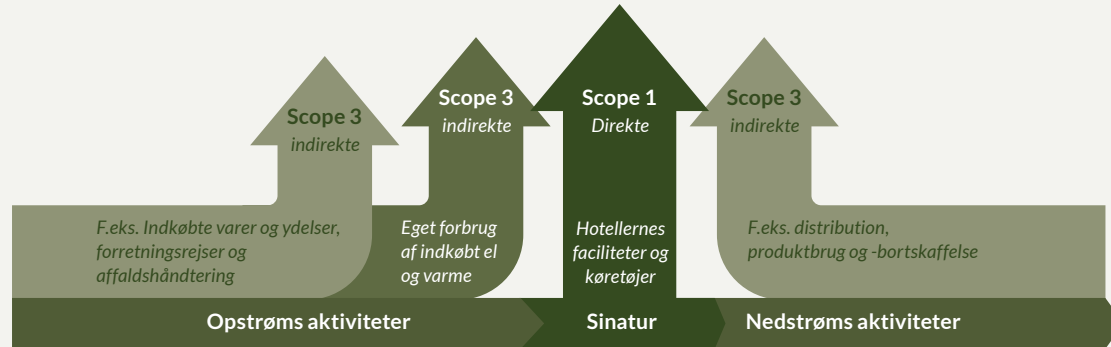 Scope 3
indirekte
F.eks. Indkøbte varer og ydelser,
forretningsrejser og
affaldshåndtering
Scope 3
indirekte
Eget forbrug
af indkøbt el
og varme
Scope 1
Direkte
Hotellernes
faciliteter og
køretøjer
Scope 3
indirekte
F.eks. distribution,
produktbrug og -bortskaffelse
Opstrøms aktiviteter
Sinatur
Nedstrøms aktiviteter